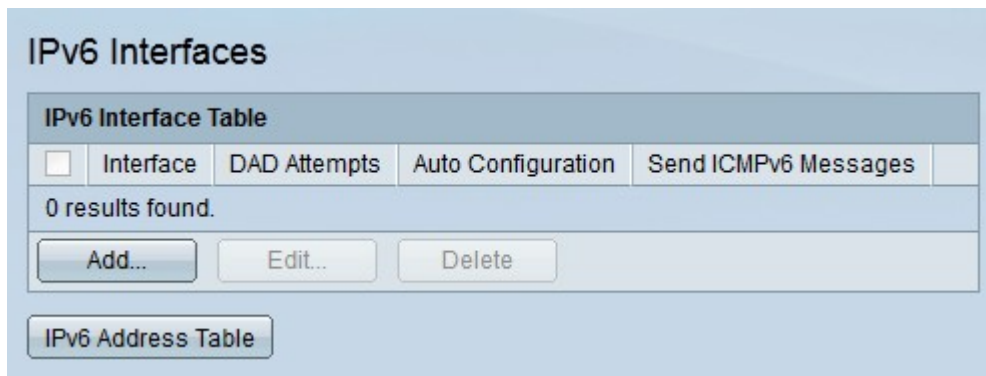 IPv6 Interfaces
IPv6 Interface Table
Interface DAD Attempts Auto Configuration Send ICMPv6 Messages
0 results found.
Add... Edit... Delete
IPv6 Address Table